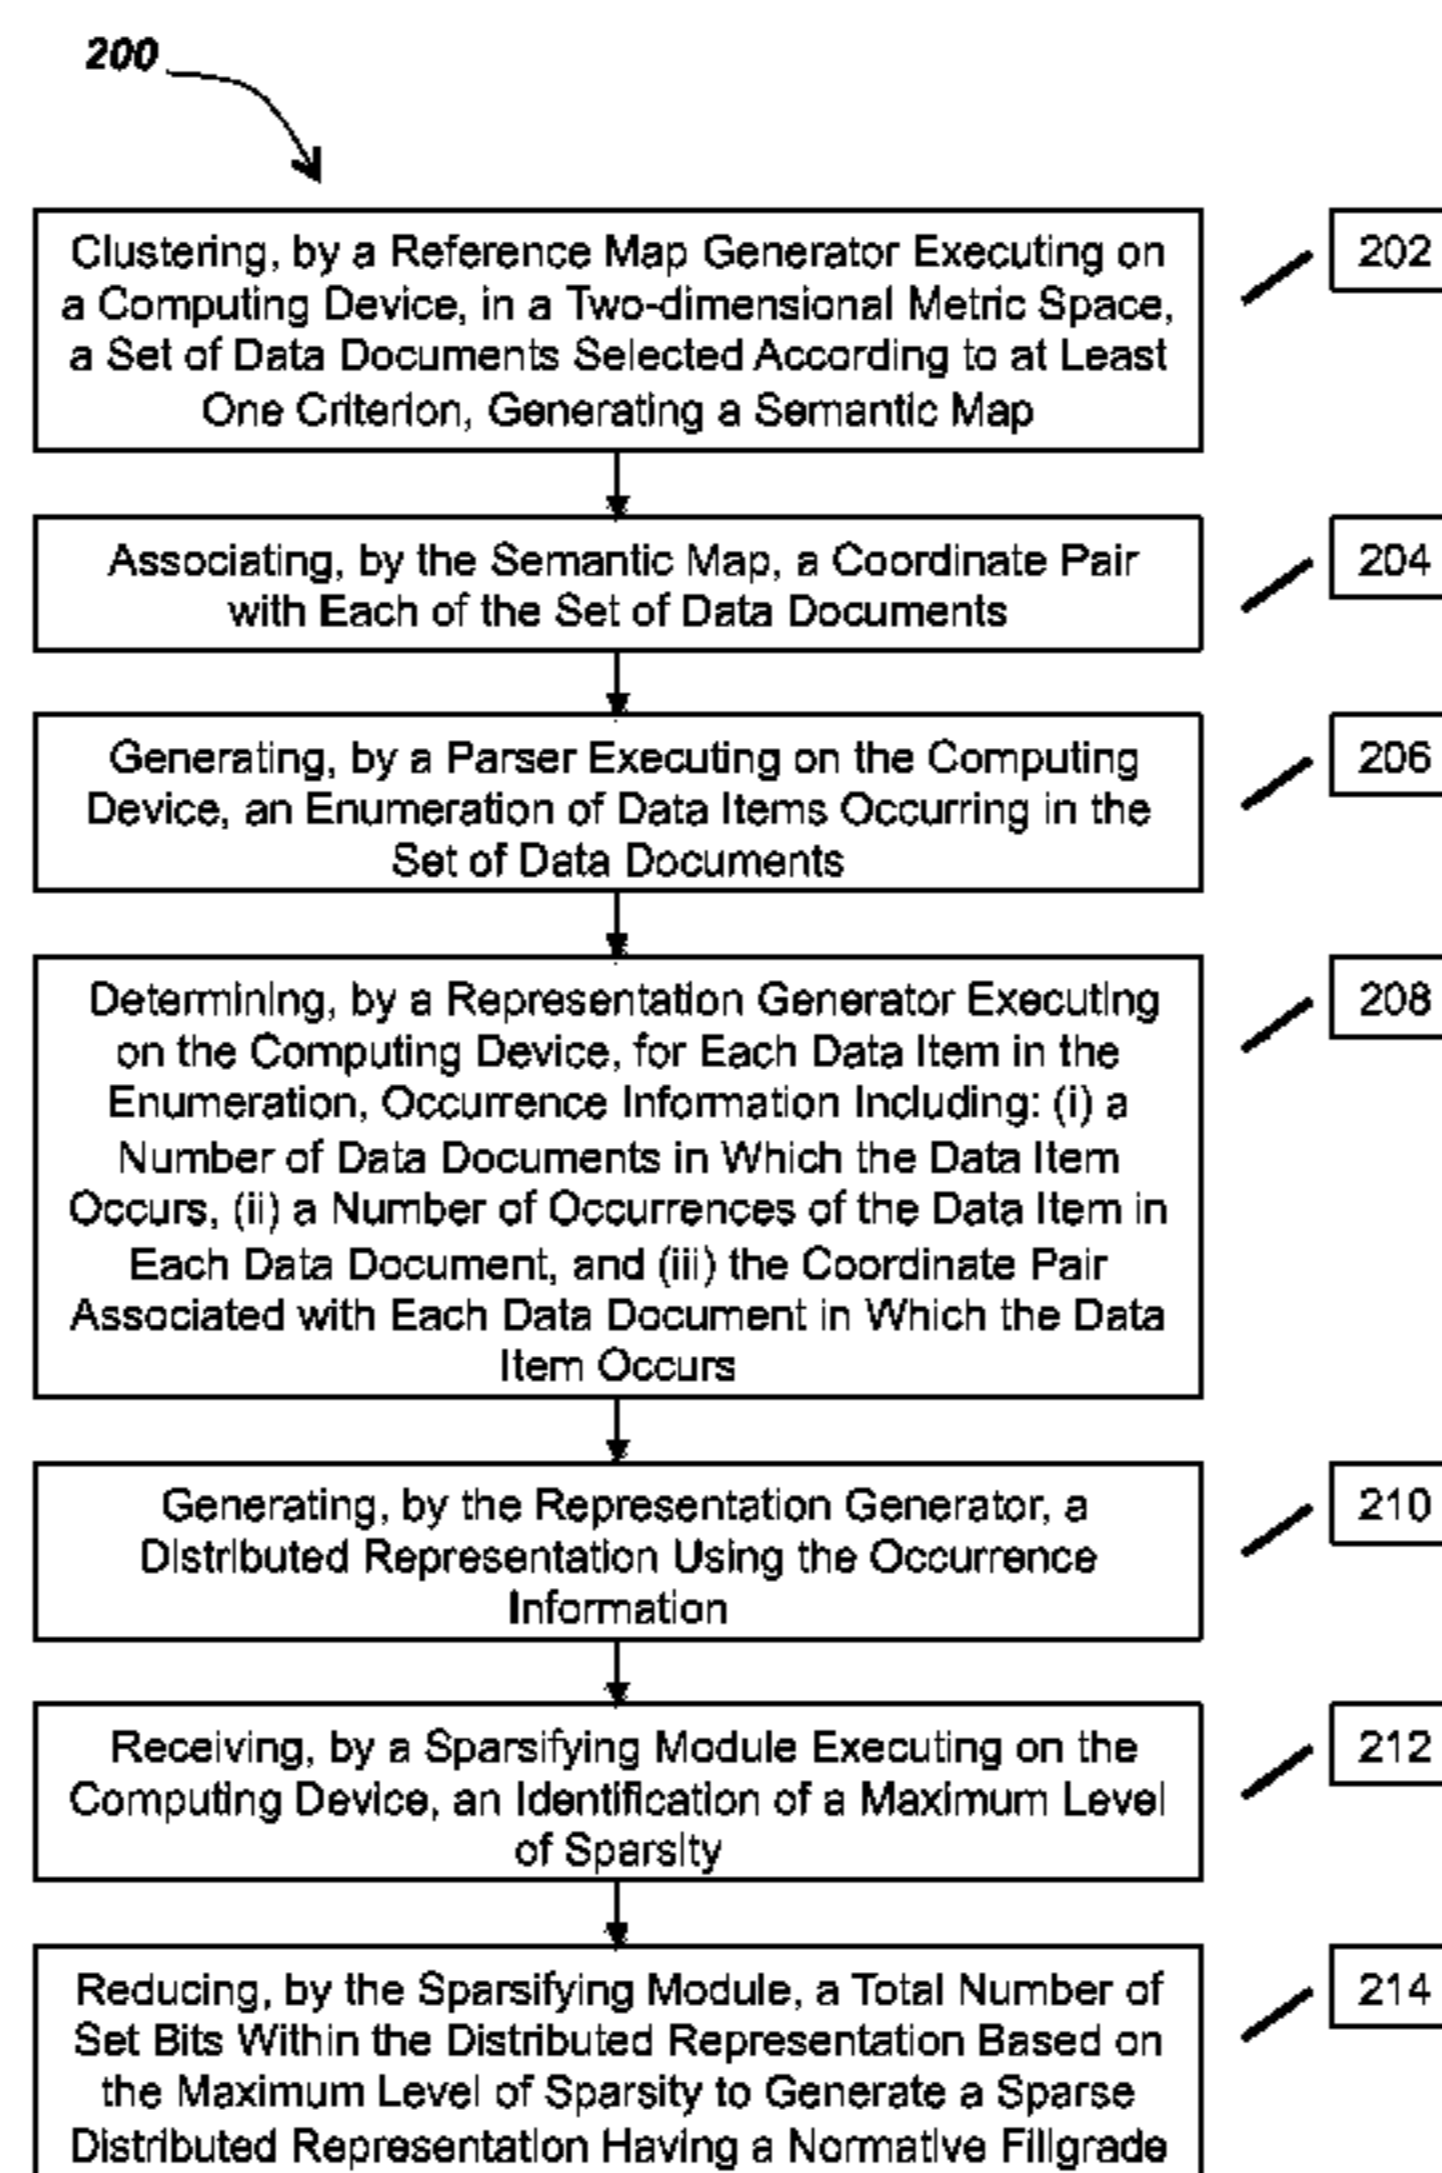 200
Clustering, by a Reference Map Generator Executing on
a Computing Device, in a Two-dimensional Metric Space,
a Set of Data Documents Selected According to at Least
One Criterion, Generating a Semantic Map
202
Associating, by the Semantic Map, a Coordinate Pair
with Each of the Set of Data Documents
204
Generating, by a Parser Executing on the Computing
Device, an Enumeration of Data Items Occurring in the
Set of Data Documents
206
Determining, by a Representation Generator Executing
on the Computing Device, for Each Data Item in the
Enumeration, Occurrence Information Including: (i) a
Number of Data Documents in Which the Data Item
Occurs, (ii) a Number of Occurrences of the Data Item in
Each Data Document, and (iii) the Coordinate Pair
Associated with Each Data Document in Which the Data
Item Occurs
208
Generating, by the Representation Generator, a
Distributed Representation Using the Occurrence
Information
210
Receiving, by a Sparsifying Module Executing on the
Computing Device, an Identification of a Maximum Level
of Sparsity
212
Reducing, by the Sparsifying Module, a Total Number of
Set Bits Within the Distributed Representation Based on
the Maximum Level of Sparsity to Generate a Sparse
Distributed Representation Having a Normative Fillgrade
214